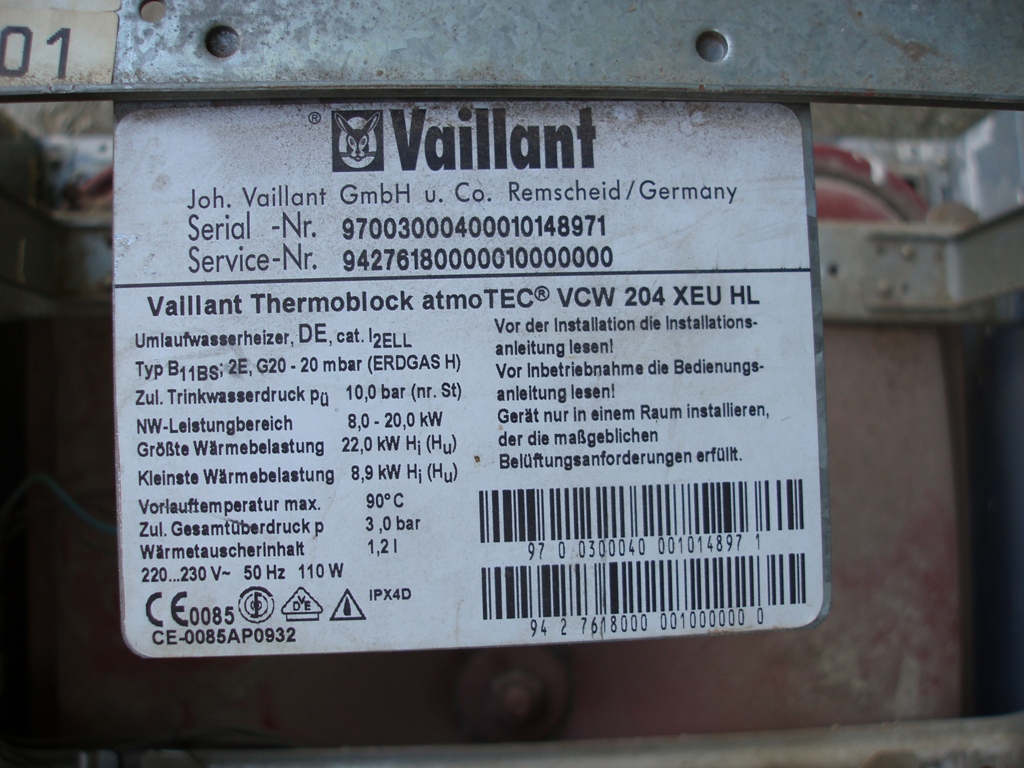 01
® Vaillant
Joh. Vaillant GmbH u. Co. Remscheid/Germany
Serial -Nr. 97003000400010148971
Service-Nr. 94276180000010000000
Vaillant Thermoblock atmoTEC® VCW 204 XEU HL
Umlaufwasserheizer, DE, cat. I2ELL
Typ B11BS; 2E, G20 - 20 mbar (ERDGAS H)
Zul. Trinkwasserdruck pü 10,0 bar (nr. St)
NW-Leistungbereich 8,0 - 20,0 kW
Größte Wärmebelastung 22,0 kW Hi (Hu)
Kleinste Wärmebelastung 8,9 kW Hi (Hu)
Vorlauftemperatur max. 90°C
Zul. Gesamtüberdruck p 3,0 bar
Wärmetauscherinhalt 1,2 l
220...230 V~ 50 Hz 110 W
CE0085 DVE IPX4D
CE-0085AP0932
Vor der Installation die Installations-
anleitung lesen!
Vor Inbetriebnahme die Bedienungs-
anleitung lesen!
Gerät nur in einem Raum installieren,
der die maßgeblichen
Belüftungsanforderungen erfüllt.
97 0 0300040 001014897 1
94 2 7618000 001000000 0